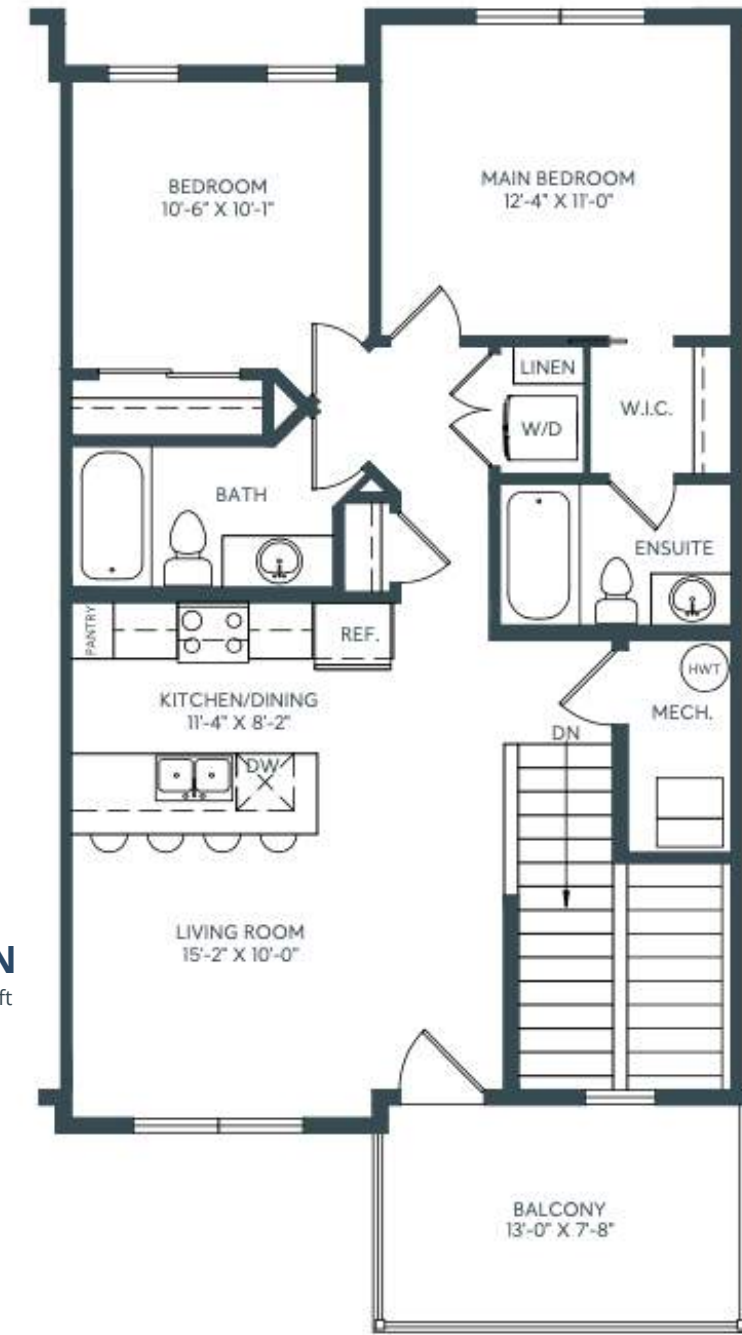 MAIN BEDROOM
12'-4" X 11'-0"
BEDROOM
10'-6" X 10'-1"
LINEN
W/D
W.I.C.
BATH
ENSUITE
PANTRY
REF.
HWT
KITCHEN/DINING
11'-4" X 8'-2"
MECH.
DN
DW
LIVING ROOM
15'-2" X 10'-0"
N
ft
BALCONY
13'-0" X 7'-8"